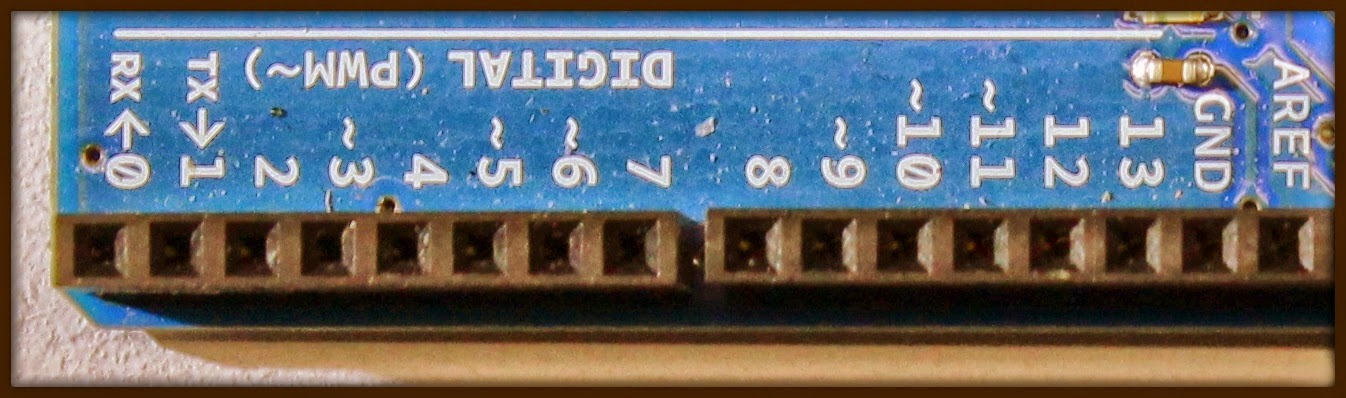 DIGITAL (PWM~)
RX←0
TX→1
2
~3
4
~5
~6
7
8
~9
~10
~11
12
13
GND
AREF